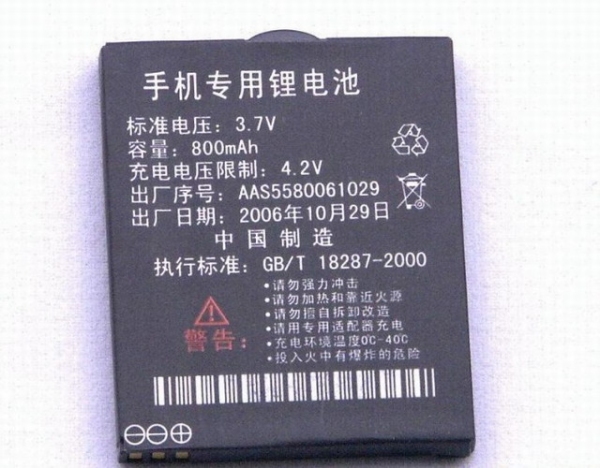 手机专用锂电池
标准电压: 3.7V
容量: 800mAh
充电电压限制: 4.2V
出厂序号: AAS5580061029
出厂日期: 2006年10月29日
中国制造
执行标准: GB/T 18287-2000
•请勿强力冲击
•请勿加热和靠近火源
•请勿擅自拆卸改造
•请用专用适配器充电
•充电环境温度0C-40C
•投入火中有爆炸的危险
警告: